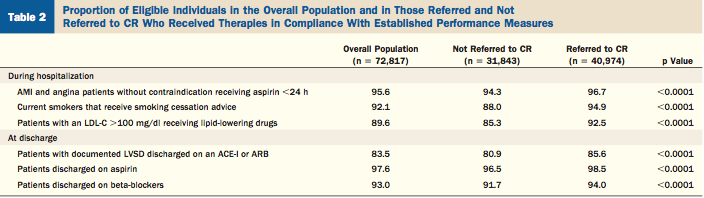 Table 2
Proportion of Eligible Individuals in the Overall Population and in Those Referred and Not
Referred to CR Who Received Therapies in Compliance With Established Performance Measures
Overall Population Not Referred to CR Referred to CR
(n = 72,817) (n = 31,843) (n = 40,974) p Value
During hospitalization
AMI and angina patients without contraindication receiving aspirin <24 h 95.6 94.3 96.7 <0.0001
Current smokers that receive smoking cessation advice 92.1 88.0 94.9 <0.0001
Patients with an LDL-C >100 mg/dl receiving lipid-lowering drugs 89.6 85.3 92.5 <0.0001
At discharge
Patients with documented LVSD discharged on an ACE-I or ARB 83.5 80.9 85.6 <0.0001
Patients discharged on aspirin 97.6 96.5 98.5 <0.0001
Patients discharged on beta-blockers 93.0 91.7 94.0 <0.0001